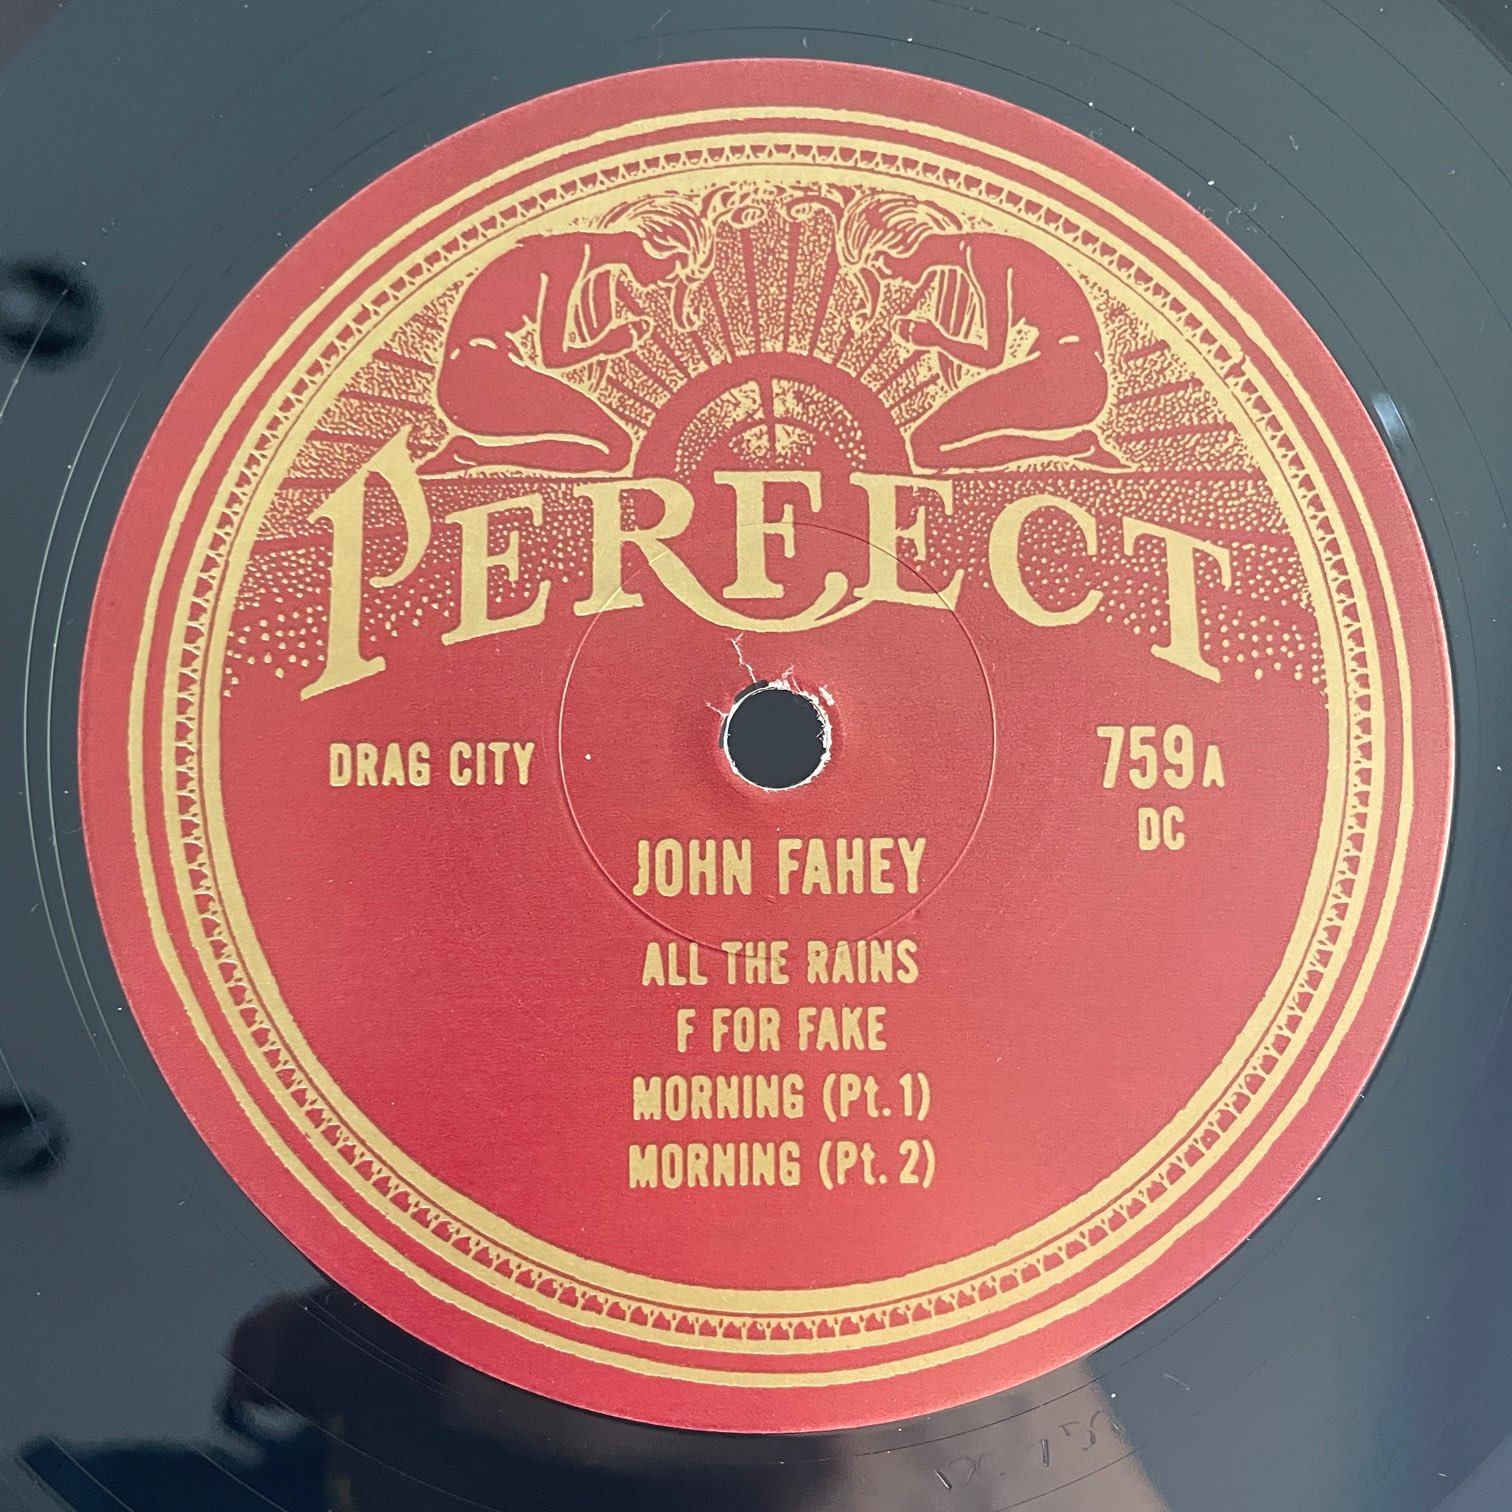 PERFECT
DRAG CITY
759A
DC
JOHN FAHEY
ALL THE RAINS
F FOR FAKE
MORNING (Pt. 1)
MORNING (Pt. 2)